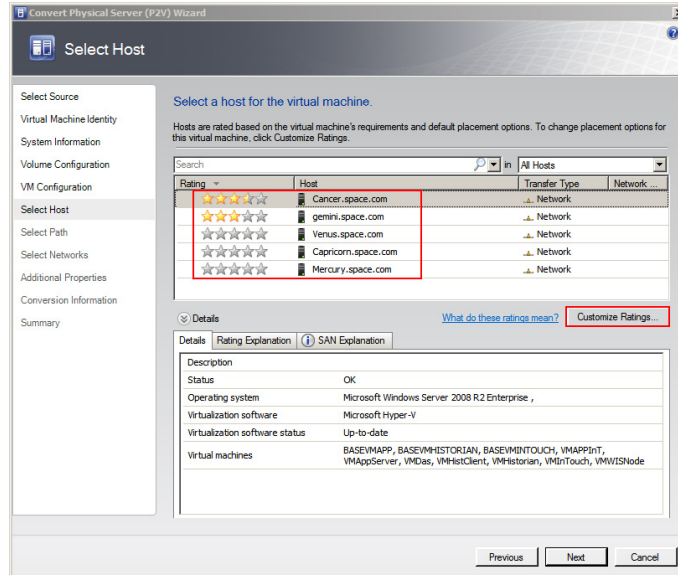 Convert Physical Server (P2V) Wizard
Select Host
Select Source
Virtual Machine Identity
System Information
Volume Configuration
VM Configuration
Select Host
Select Path
Select Networks
Additional Properties
Conversion Information
Summary
Select a host for the virtual machine.
Hosts are rated based on the virtual machine's requirements and default placement options. To change placement options for
this virtual machine, click Customize Ratings.
Search in All Hosts
Rating Host Transfer Type Network ...
Cancer.space.com Network
gemini.space.com Network
Venus.space.com Network
Capricorn.space.com Network
Mercury.space.com Network
Details What do these ratings mean? Customize Ratings...
Details Rating Explanation SAN Explanation
Description
Status OK
Operating system Microsoft Windows Server 2008 R2 Enterprise ,
Virtualization software Microsoft Hyper-V
Virtualization software status Up-to-date
Virtual machines BASEVMAPP, BASEVMHISTORIAN, BASEVMINTOUCH, VMAPPInT,
VMAppServer, VMDas, VMHistClient, VMHistorian, VMInTouch, VMWISNode
Previous Next Cancel